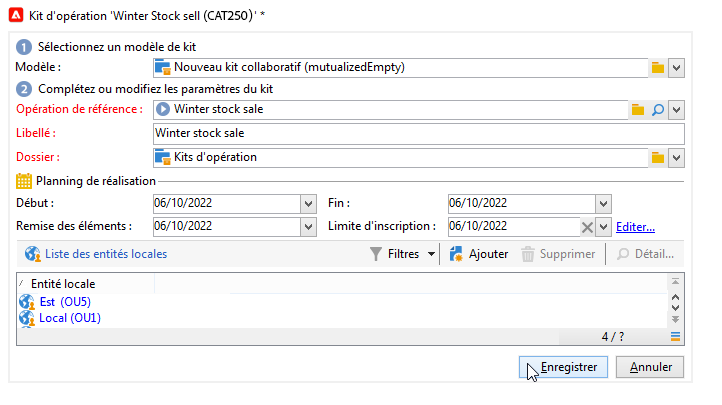 Kit d'opération 'Winter Stock sell (CAT250)' *
1 Sélectionnez un modèle de kit
Modèle : Nouveau kit collaboratif (mutualizedEmpty)
2 Complétez ou modifiez les paramètres du kit
Opération de référence : Winter stock sale
Libellé : Winter stock sale
Dossier : Kits d'opération
Planning de réalisation
Début : 06/10/2022 Fin : 06/10/2022
Remise des éléments : 06/10/2022 Limite d'inscription : 06/10/2022 Editer...
Liste des entités locales Filtres Ajouter Supprimer Détail...
Entité locale
Est (OU5)
Local (OU1)
4 / ?
Enregistrer Annuler